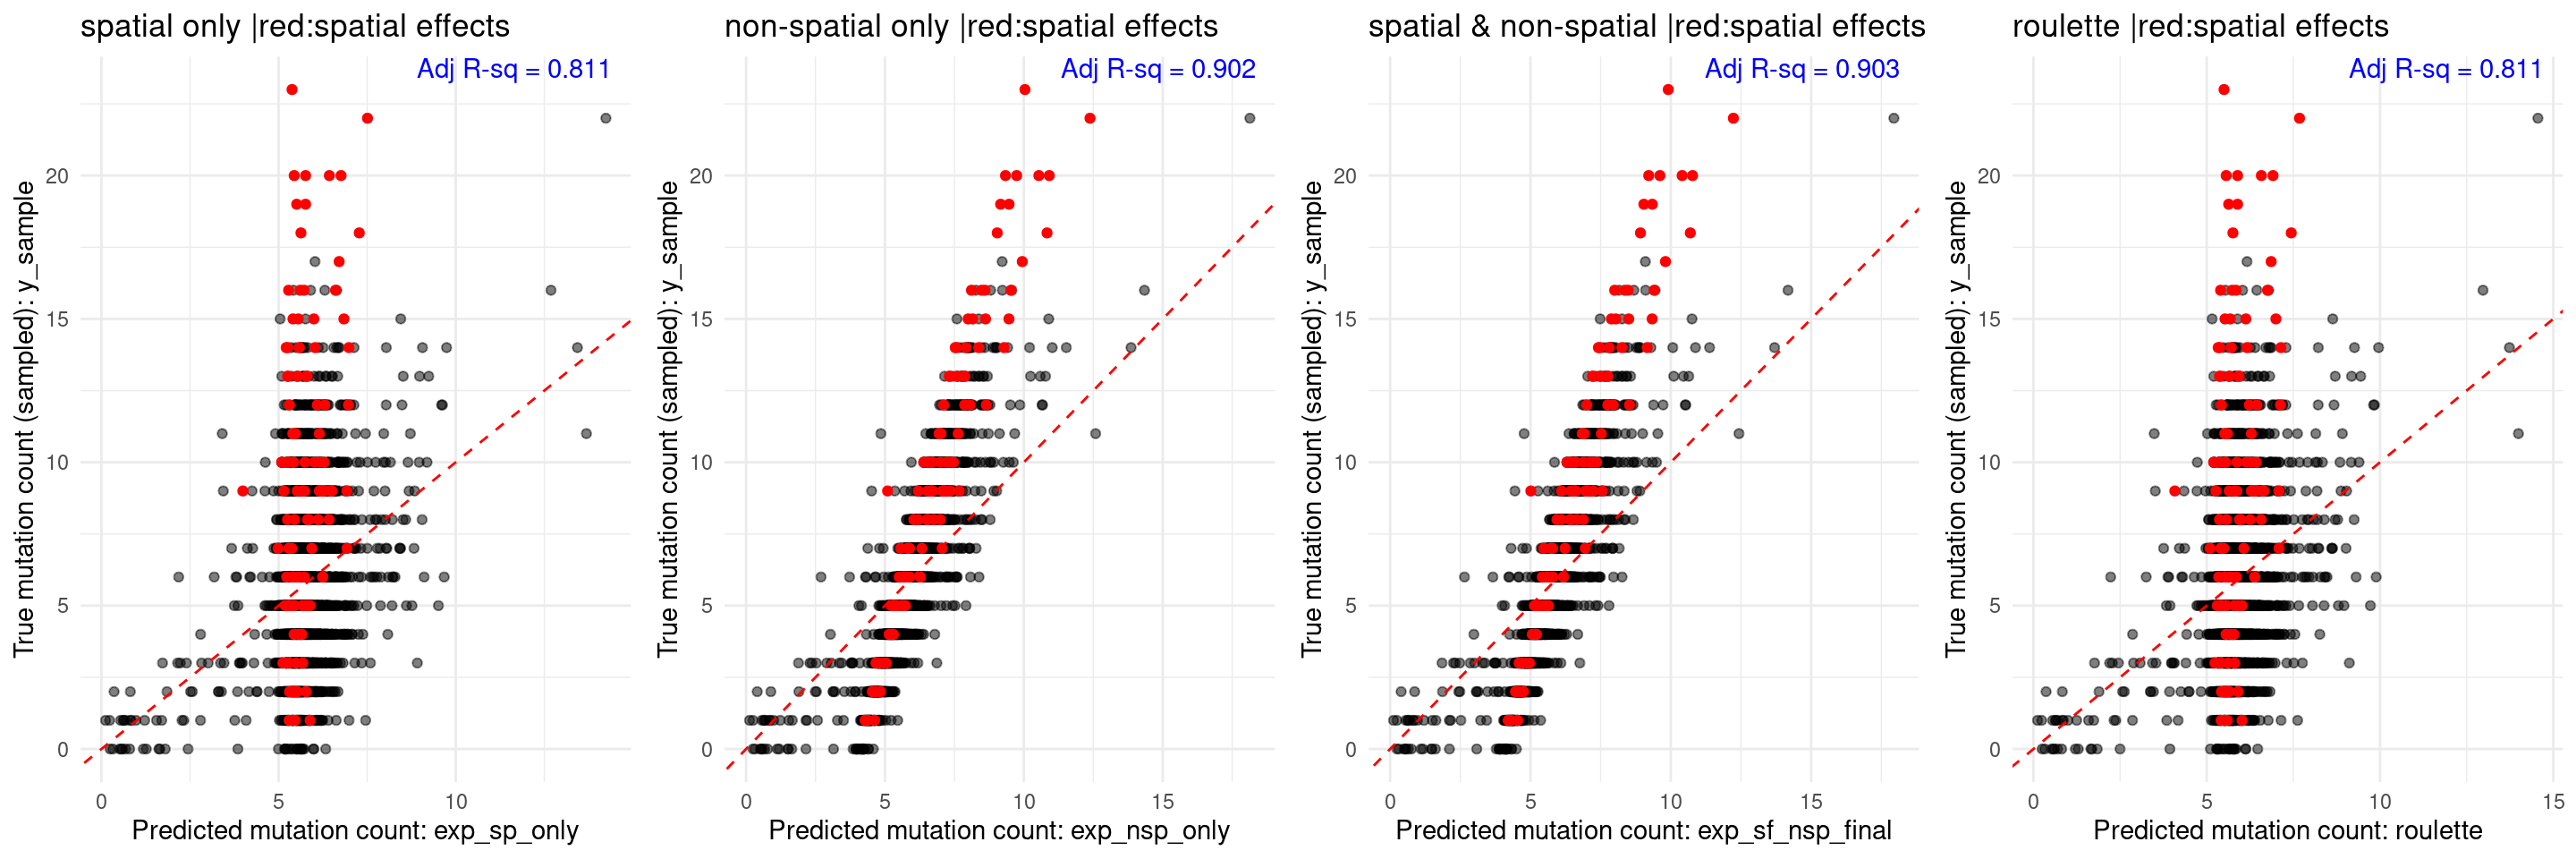 spatial only |red:spatial effects
Adj R-sq = 0.811
True mutation count (sampled): y_sample
20
15
10
5
0
0 5 10
Predicted mutation count: exp_sp_only
non-spatial only |red:spatial effects
Adj R-sq = 0.902
True mutation count (sampled): y_sample
20
15
10
5
0
0 5 10 15
Predicted mutation count: exp_nsp_only
spatial & non-spatial |red:spatial effects
Adj R-sq = 0.903
True mutation count (sampled): y_sample
20
15
10
5
0
0 5 10 15
Predicted mutation count: exp_sf_nsp_final
roulette |red:spatial effects
Adj R-sq = 0.811
True mutation count (sampled): y_sample
20
15
10
5
0
0 5 10 15
Predicted mutation count: roulette